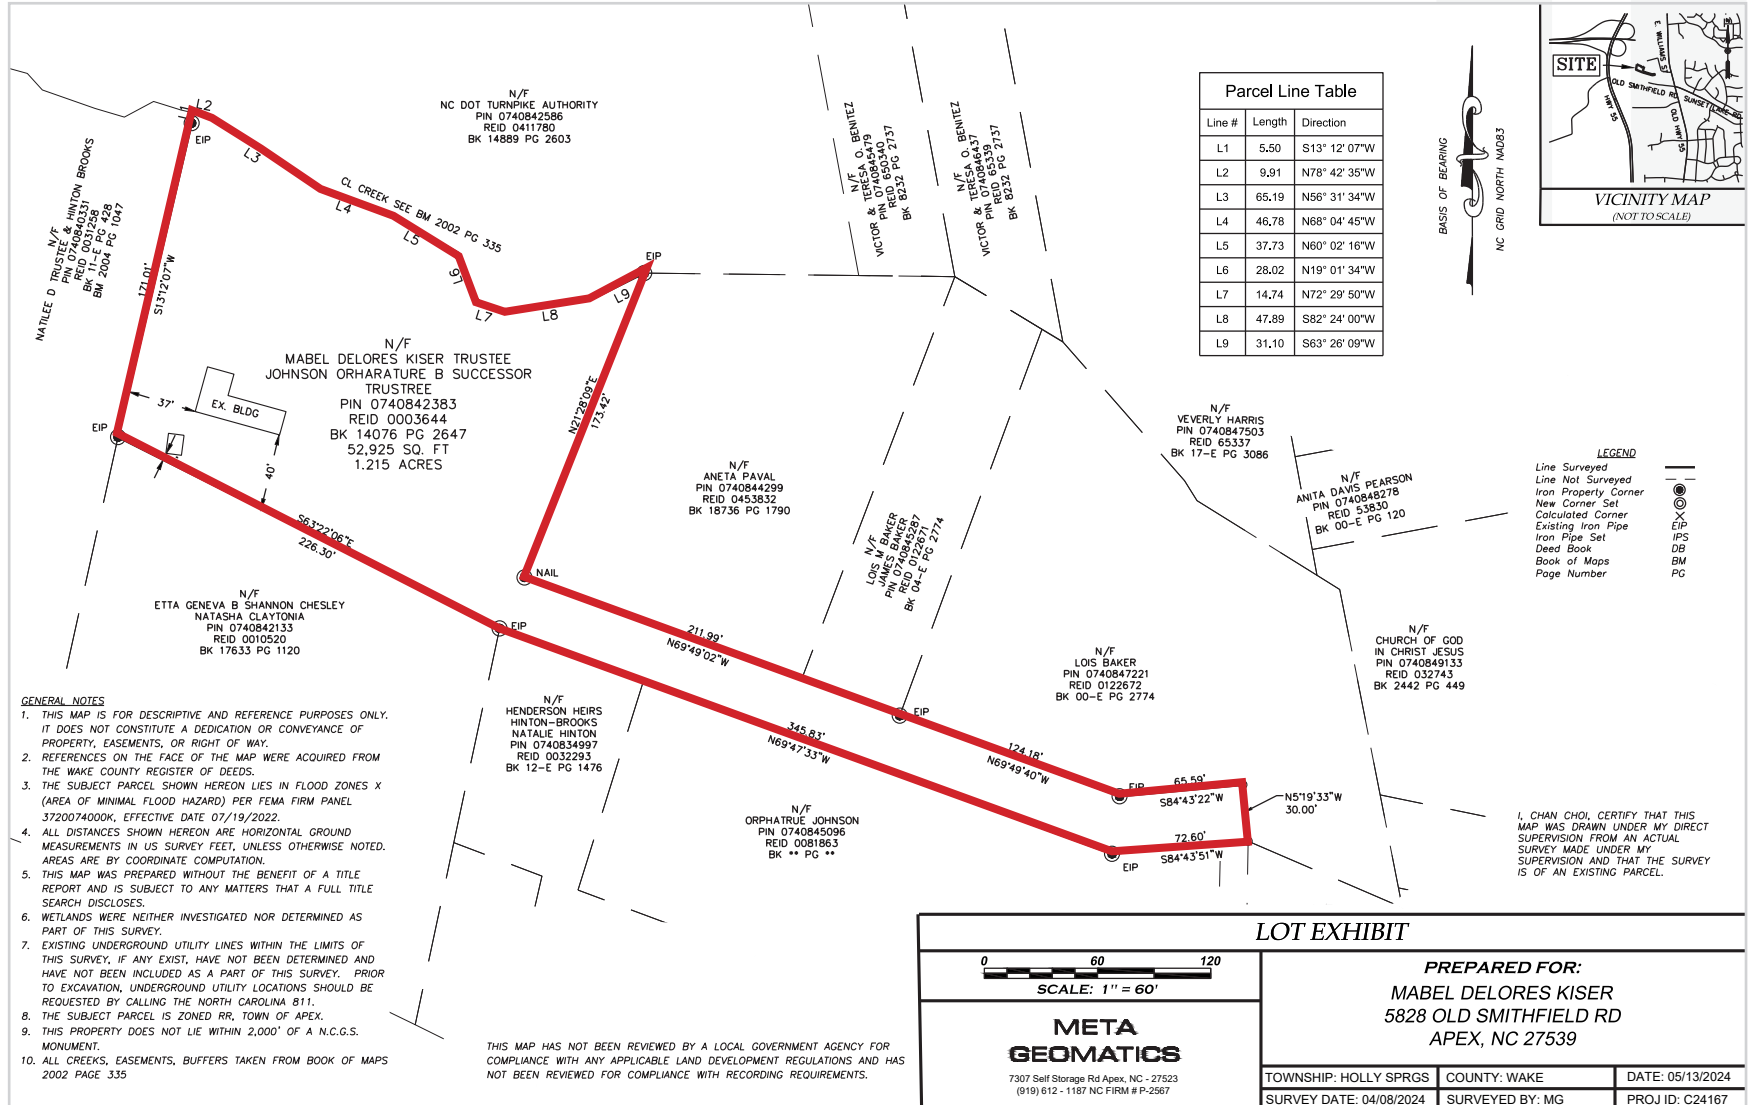 N/F
NC DOT TURNPIKE AUTHORITY
PIN 0740842586
REID 0411780
BK 14889 PG 2603
L2
EIP
L3
L4
CL CREEK SEE BM 2002 PG 335
L5
L6
L7
L8
L9
EIP
N/F
NATILEE D TRUSTEE & HINTON BROOKS
PIN 0740840331
REID 0031258
BK 11-E PG 428
BM 2004 PG 1047
171.01'
S13°12'07"W
N/F
VICTOR & TERESA O. BENITEZ
PIN 0740845479
REID 650340
BK 8232 PG 2737
N/F
VICTOR & TERESA O. BENITEZ
PIN 0740846437
REID 65339
BK 8232 PG 2737
Parcel Line Table
Line # Length Direction
L1 5.50 S13° 12' 07"W
L2 9.91 N78° 42' 35"W
L3 65.19 N56° 31' 34"W
L4 46.78 N68° 04' 45"W
L5 37.73 N60° 02' 16"W
L6 28.02 N19° 01' 34"W
L7 14.74 N72° 29' 50"W
L8 47.89 S82° 24' 00"W
L9 31.10 S63° 26' 09"W
BASIS OF BEARING
NC GRID NORTH NAD83
SITE
E. WILLIAMS ST
OLD SMITHFIELD RD
SUNSET LAKE RD
HWY 55
OLD HWY 55
VICINITY MAP
(NOT TO SCALE)
N/F
MABEL DELORES KISER TRUSTEE
JOHNSON ORHARATURE B SUCCESSOR
TRUSTREE
PIN 0740842383
REID 0003644
BK 14076 PG 2647
52,925 SQ. FT
1.215 ACRES
37'
EX. BLDG
40'
EIP
N21°28'09"E
173.42'
S63°22'06"E
226.30'
N/F
ANETA PAVAL
PIN 0740844299
REID 0453832
BK 18736 PG 1790
N/F
LOIS M BAKER
JAMES BAKER
PIN 0740845287
REID 0122671
BK 04-E PG 2774
N/F
VEVERLY HARRIS
PIN 0740847503
REID 65337
BK 17-E PG 3086
N/F
ANITA DAVIS PEARSON
PIN 0740848278
REID 53830
BK 00-E PG 120
LEGEND
Line Surveyed
Line Not Surveyed
Iron Property Corner
New Corner Set
Calculated Corner
Existing Iron Pipe EIP
Iron Pipe Set IPS
Deed Book DB
Book of Maps BM
Page Number PG
NAIL
EIP
N/F
ETTA GENEVA B SHANNON CHESLEY
NATASHA CLAYTONIA
PIN 0740842133
REID 0010520
BK 17633 PG 1120
211.99'
N69°49'02"W
N/F
LOIS BAKER
PIN 0740847221
REID 0122672
BK 00-E PG 2774
N/F
CHURCH OF GOD
IN CHRIST JESUS
PIN 0740849133
REID 032743
BK 2442 PG 449
EIP
N/F
HENDERSON HEIRS
HINTON-BROOKS
NATALIE HINTON
PIN 0740834997
REID 0032293
BK 12-E PG 1476
345.83'
N69°47'33"W
124.18'
N69°49'40"W
EIP
65.59'
S84°43'22"W
N5°19'33"W
30.00'
72.60'
S84°43'51"W
EIP
N/F
ORPHATRUE JOHNSON
PIN 0740845096
REID 0081863
BK ** PG **
I, CHAN CHOI, CERTIFY THAT THIS
MAP WAS DRAWN UNDER MY DIRECT
SUPERVISION FROM AN ACTUAL
SURVEY MADE UNDER MY
SUPERVISION AND THAT THE SURVEY
IS OF AN EXISTING PARCEL.
GENERAL NOTES
1. THIS MAP IS FOR DESCRIPTIVE AND REFERENCE PURPOSES ONLY.
IT DOES NOT CONSTITUTE A DEDICATION OR CONVEYANCE OF
PROPERTY, EASEMENTS, OR RIGHT OF WAY.
2. REFERENCES ON THE FACE OF THE MAP WERE ACQUIRED FROM
THE WAKE COUNTY REGISTER OF DEEDS.
3. THE SUBJECT PARCEL SHOWN HEREON LIES IN FLOOD ZONES X
(AREA OF MINIMAL FLOOD HAZARD) PER FEMA FIRM PANEL
3720074000K, EFFECTIVE DATE 07/19/2022.
4. ALL DISTANCES SHOWN HEREON ARE HORIZONTAL GROUND
MEASUREMENTS IN US SURVEY FEET, UNLESS OTHERWISE NOTED.
AREAS ARE BY COORDINATE COMPUTATION.
5. THIS MAP WAS PREPARED WITHOUT THE BENEFIT OF A TITLE
REPORT AND IS SUBJECT TO ANY MATTERS THAT A FULL TITLE
SEARCH DISCLOSES.
6. WETLANDS WERE NEITHER INVESTIGATED NOR DETERMINED AS
PART OF THIS SURVEY.
7. EXISTING UNDERGROUND UTILITY LINES WITHIN THE LIMITS OF
THIS SURVEY, IF ANY EXIST, HAVE NOT BEEN DETERMINED AND
HAVE NOT BEEN INCLUDED AS A PART OF THIS SURVEY. PRIOR
TO EXCAVATION, UNDERGROUND UTILITY LOCATIONS SHOULD BE
REQUESTED BY CALLING THE NORTH CAROLINA 811.
8. THE SUBJECT PARCEL IS ZONED RR, TOWN OF APEX.
9. THIS PROPERTY DOES NOT LIE WITHIN 2,000' OF A N.C.G.S.
MONUMENT.
10. ALL CREEKS, EASEMENTS, BUFFERS TAKEN FROM BOOK OF MAPS
2002 PAGE 335
THIS MAP HAS NOT BEEN REVIEWED BY A LOCAL GOVERNMENT AGENCY FOR
COMPLIANCE WITH ANY APPLICABLE LAND DEVELOPMENT REGULATIONS AND HAS
NOT BEEN REVIEWED FOR COMPLIANCE WITH RECORDING REQUIREMENTS.
LOT EXHIBIT
0 60 120
SCALE: 1" = 60'
META
GEOMATICS
7307 Self Storage Rd Apex, NC - 27523
(919) 612 - 1187 NC FIRM # P-2567
PREPARED FOR:
MABEL DELORES KISER
5828 OLD SMITHFIELD RD
APEX, NC 27539
TOWNSHIP: HOLLY SPRGS COUNTY: WAKE DATE: 05/13/2024
SURVEY DATE: 04/08/2024 SURVEYED BY: MG PROJ ID: C24167